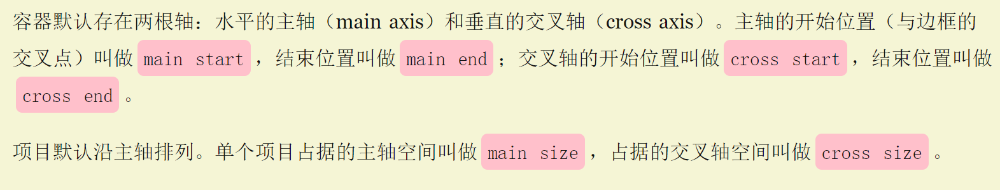 容器默认存在两根轴：水平的主轴（main axis）和垂直的交叉轴（cross axis）。主轴的开始位置（与边框的
交叉点）叫做 main start ，结束位置叫做 main end ；交叉轴的开始位置叫做 cross start ，结束位置叫做
cross end 。
项目默认沿主轴排列。单个项目占据的主轴空间叫做 main size ，占据的交叉轴空间叫做 cross size 。